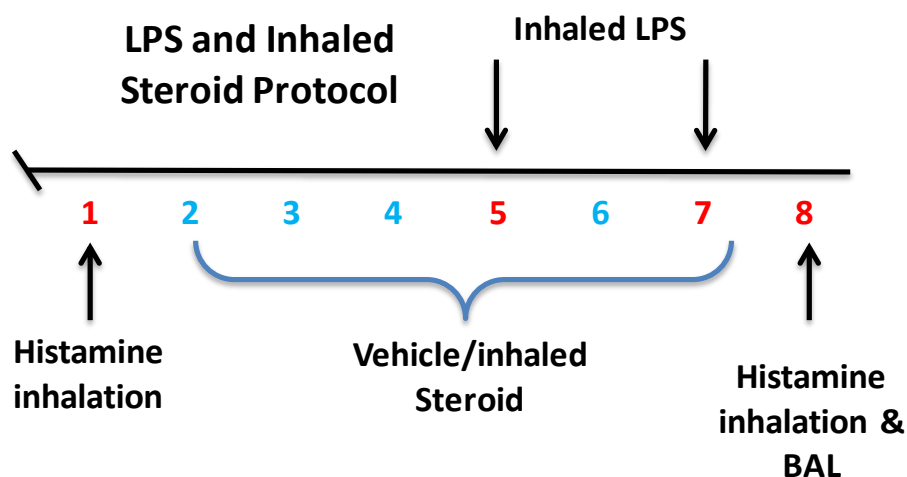 LPS and Inhaled
Steroid Protocol
Inhaled LPS
1 2 3 4 5 6 7 8
Histamine
inhalation
Vehicle/inhaled
Steroid
Histamine
inhalation &
BAL